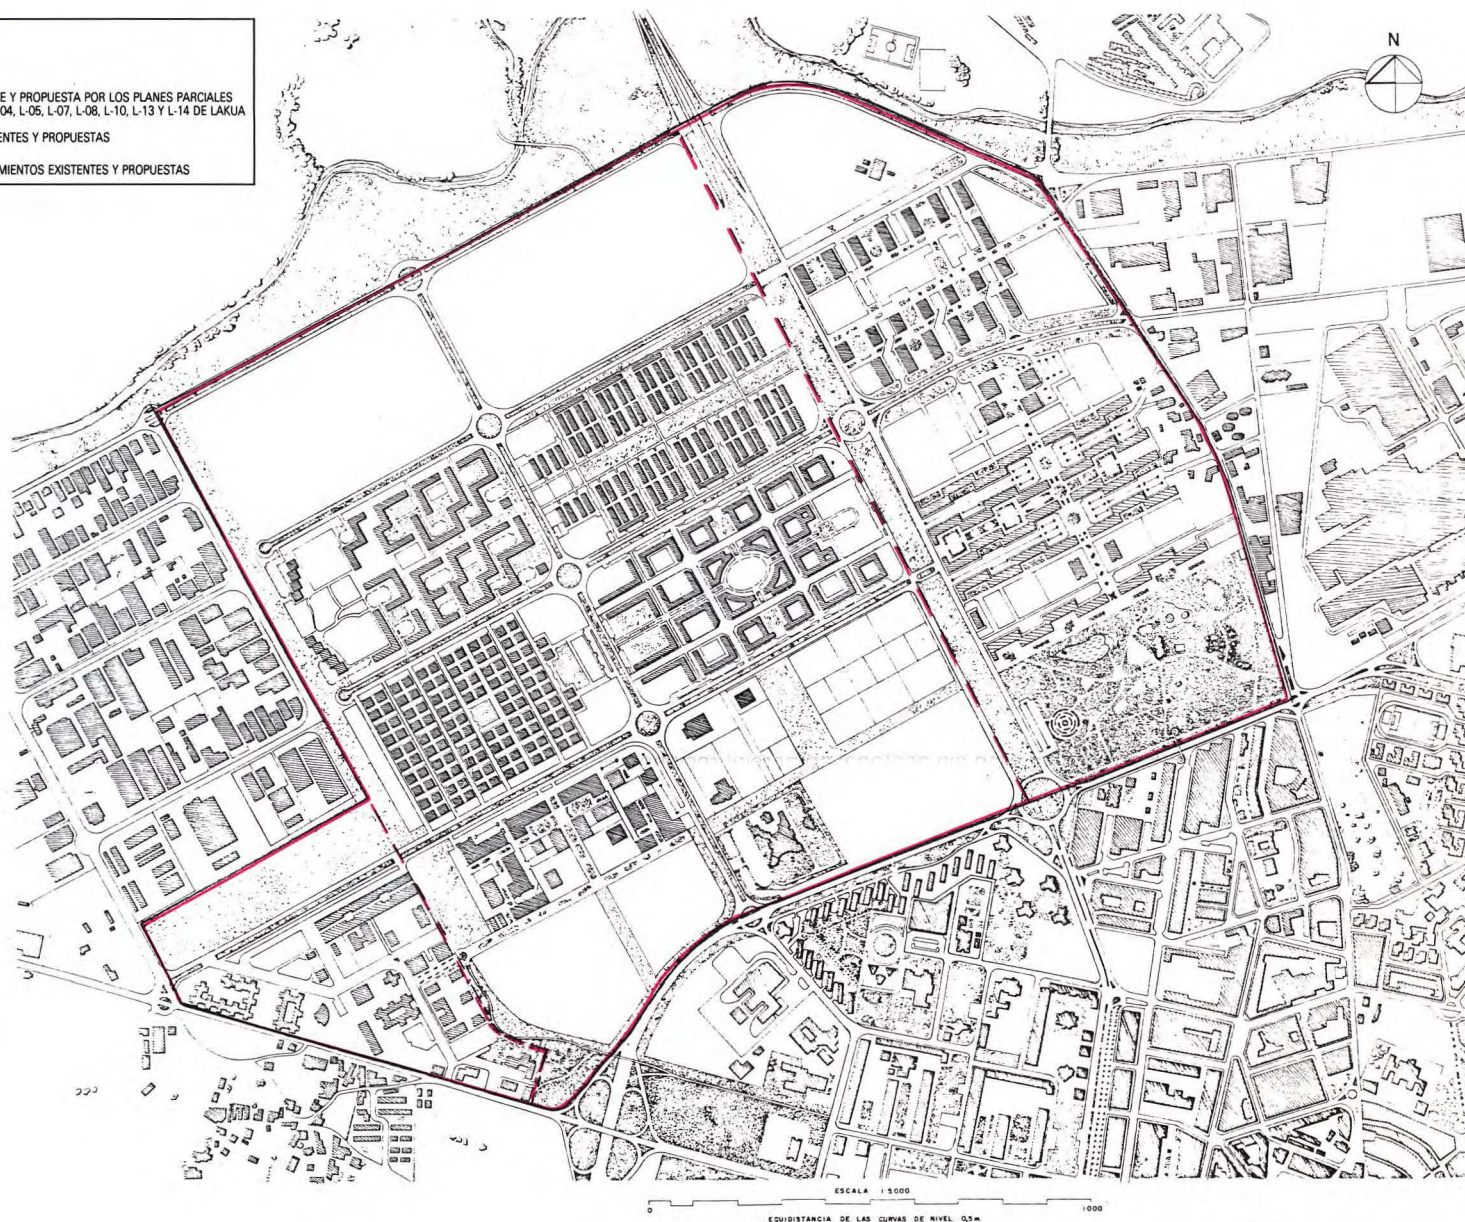 E Y PROPUESTA POR LOS PLANES PARCIALES
04, L-05, L-07, L-08, L-10, L-13 Y L-14 DE LAKUA
ENTES Y PROPUESTAS
MIENTOS EXISTENTES Y PROPUESTAS
N
ESCALA 1:5000
0 1000
EQUIDISTANCIA DE LAS CURVAS DE NIVEL 0,5 m.